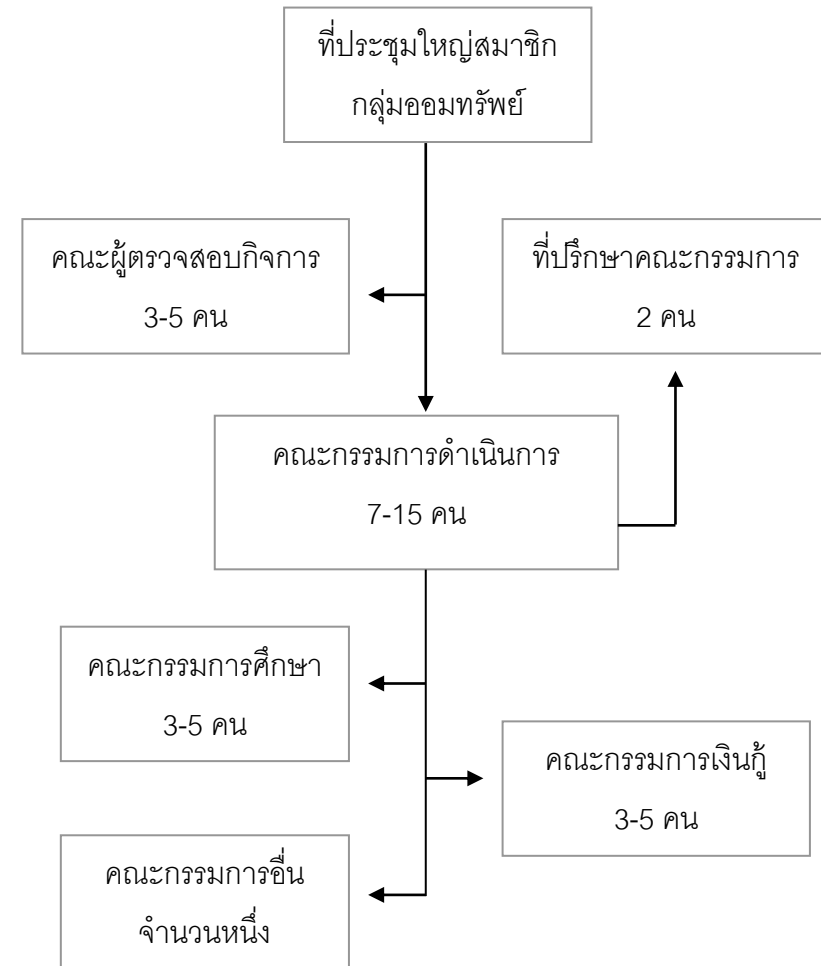 ที่ประชุมใหญ่สมาชิก
กลุ่มออมทรัพย์
คณะผู้ตรวจสอบกิจการ
3-5 คน
ที่ปรึกษาคณะกรรมการ
2 คน
คณะกรรมการดำเนินการ
7-15 คน
คณะกรรมการศึกษา
3-5 คน
คณะกรรมการเงินกู้
3-5 คน
คณะกรรมการอื่น
จำนวนหนึ่ง